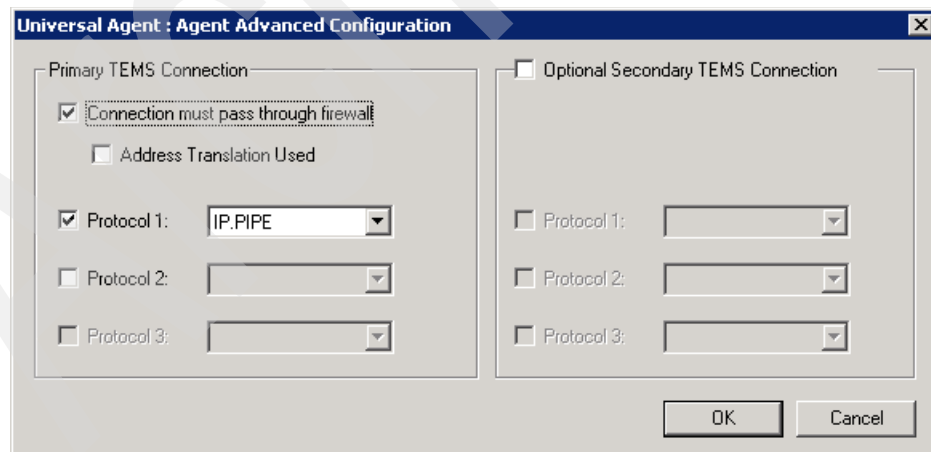 Universal Agent : Agent Advanced Configuration
Primary TEMS Connection
Connection must pass through firewall
Address Translation Used
Protocol 1: IP.PIPE
Protocol 2:
Protocol 3:
Optional Secondary TEMS Connection
Protocol 1:
Protocol 2:
Protocol 3:
OK Cancel